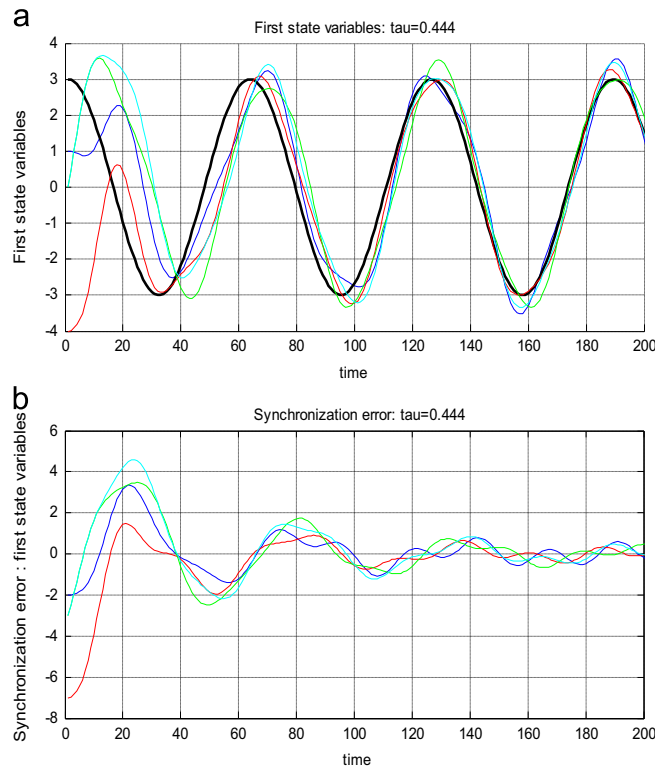 a
First state variables: tau=0.444
First state variables
4
3
2
1
0
-1
-2
-3
-4
0 20 40 60 80 100 120 140 160 180 200
time
b
Synchronization error: tau=0.444
Synchronization error : first state variables
6
4
2
0
-2
-4
-6
-8
0 20 40 60 80 100 120 140 160 180 200
time